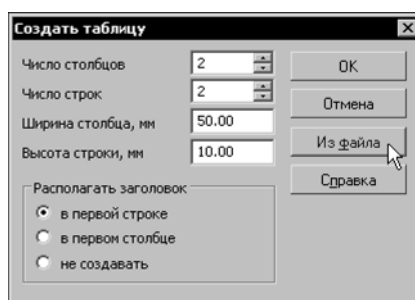 Создать таблицу
Число столбцов 2 OK
Число строк 2 Отмена
Ширина столбца, мм 50.00 Из файла
Высота строки, мм 10.00 Справка
Располагать заголовок
в первой строке
в первом столбце
не создавать